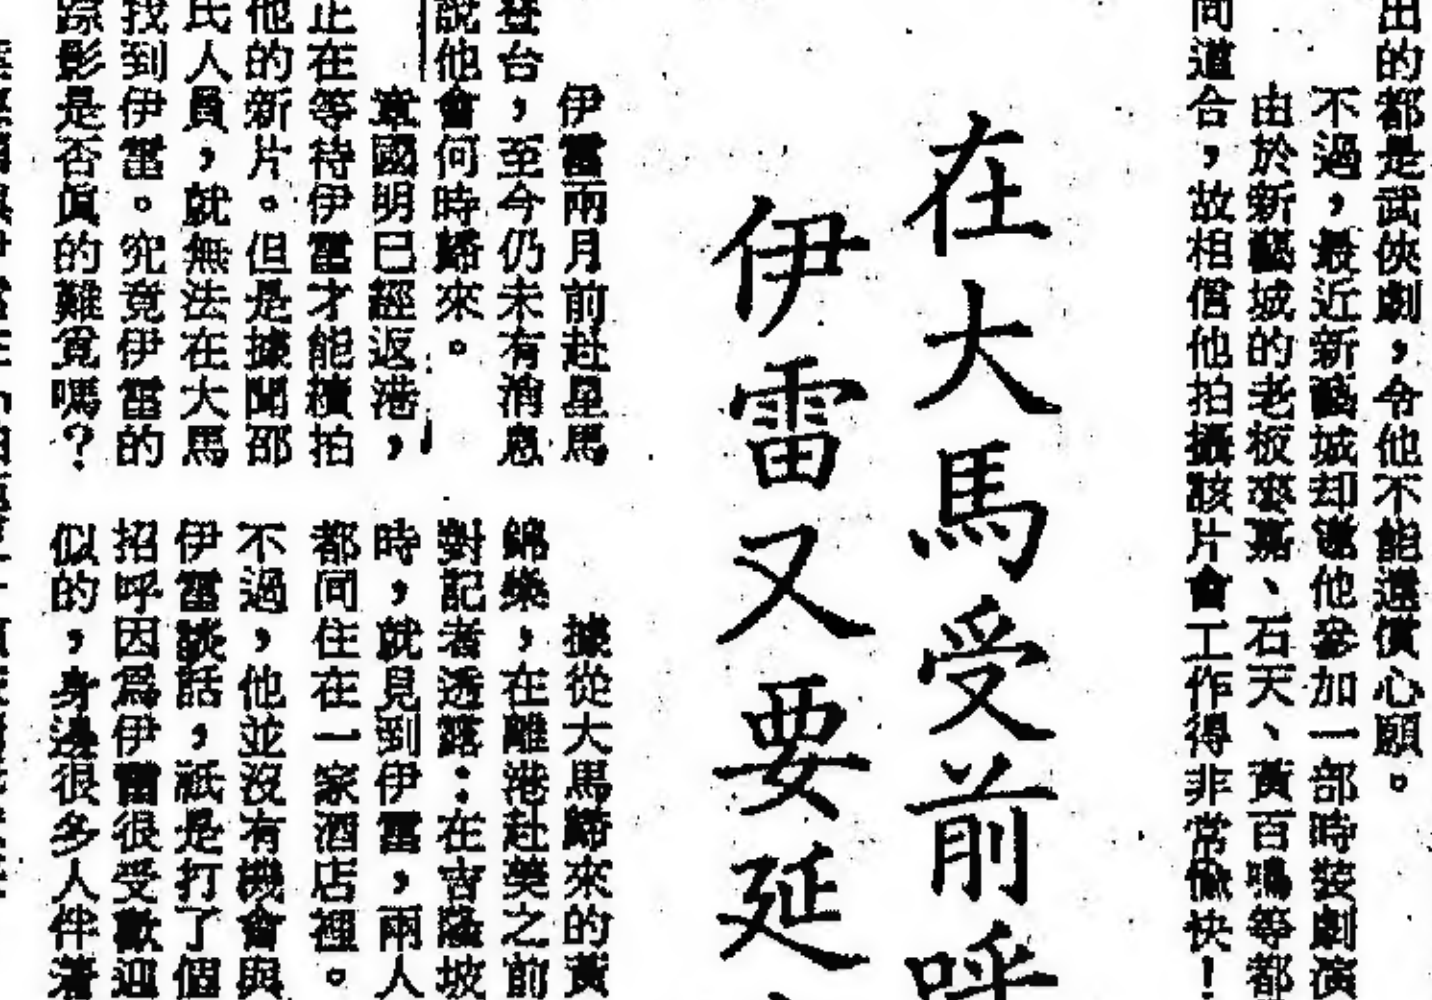 出的都是武俠劇，令他不能還償心願。
不過，最近新藝城却邀他參加一部時裝劇演
由於新藝城的老板麥嘉、石天、黃百鳴等都
同道合，故相信他拍攝該片會工作得非常愉快！
在大馬受前呼
伊雷又要延
伊雷兩月前赴星馬
登台，至今仍未有消息
說他會何時歸來。
章國明已經返港，
正在等待伊雷才能續拍
他的新片。但是據聞邵
氏人員，就無法在大馬
找到伊雷。究竟伊雷的
踪影是否眞的難覓嗎？
據從大馬歸來的黃
錦燊，在離港赴美之前
對記者透露：在吉隆坡
時，就見到伊雷，兩人
都同住在一家酒店裡。
不過，他並沒有機會與
伊雷談話，祇是打了個
招呼因爲伊雷很受歡迎
似的，身邊很多人伴著